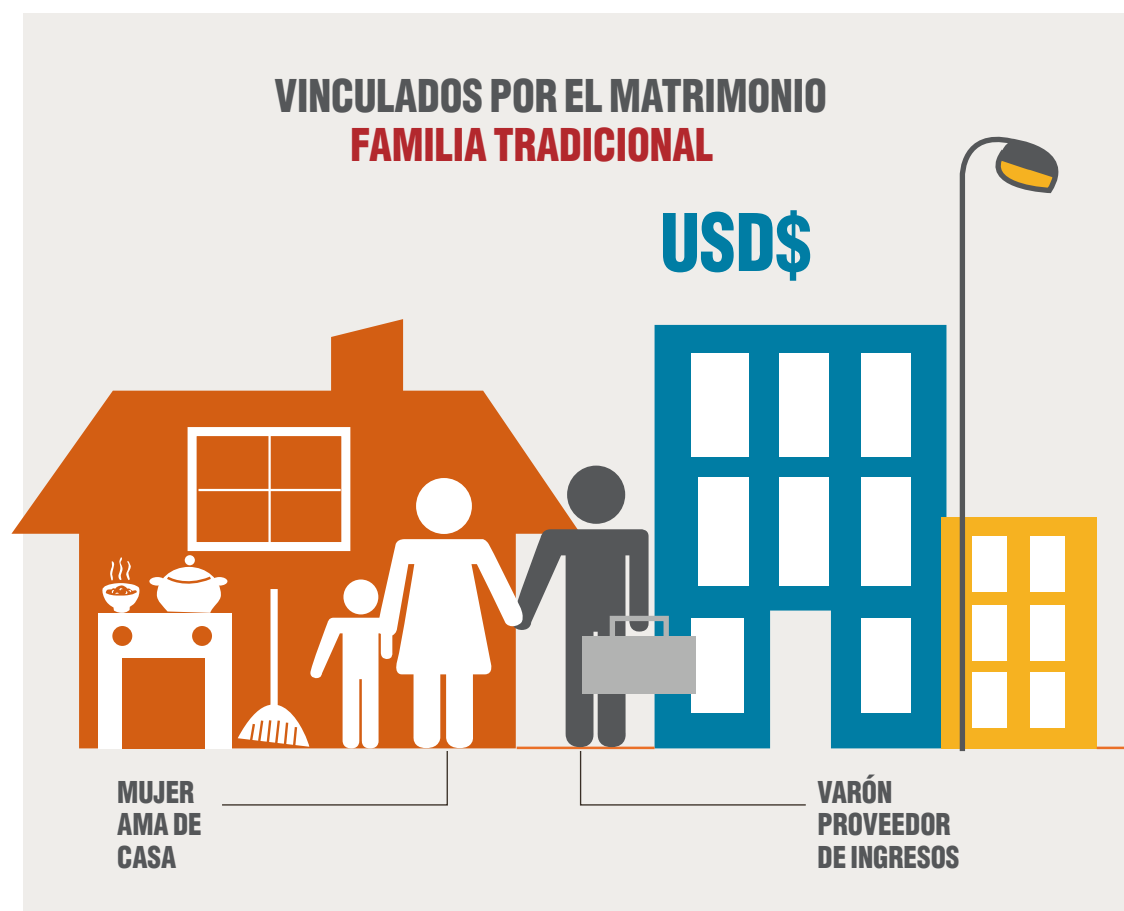 VINCULADOS POR EL MATRIMONIO
FAMILIA TRADICIONAL
USD$
MUJER
AMA DE
CASA
VARÓN
PROVEEDOR
DE INGRESOS